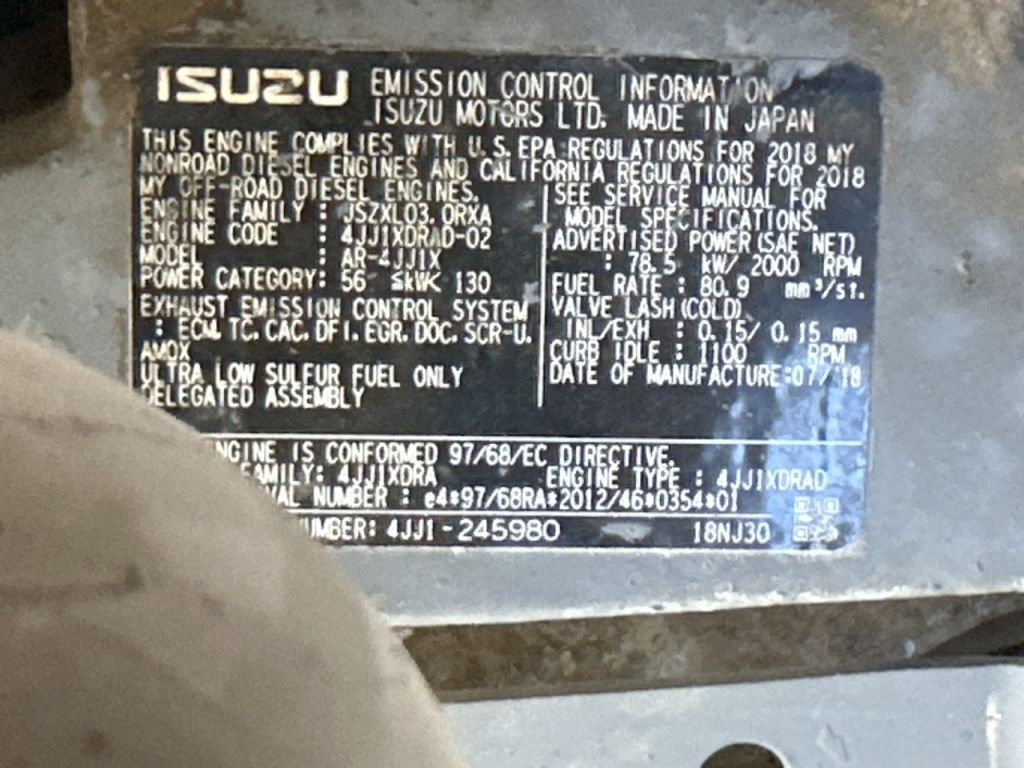 ISUZU EMISSION CONTROL INFORMATION
ISUZU MOTORS LTD. MADE IN JAPAN
THIS ENGINE COMPLIES WITH U.S. EPA REGULATIONS FOR 2018 MY
NONROAD DIESEL ENGINES AND CALIFORNIA REGULATIONS FOR 2018
MY OFF-ROAD DIESEL ENGINES.
ENGINE FAMILY : JSZXL03.0RXA
ENGINE CODE : 4JJ1XDRAD-02
MODEL : AR-4JJ1X
POWER CATEGORY: 56 ≤kW< 130
EXHAUST EMISSION CONTROL SYSTEM
: ECM, TC, CAC, DFI, EGR, DOC, SCR-U,
AMOX
ULTRA LOW SULFUR FUEL ONLY
DELEGATED ASSEMBLY
SEE SERVICE MANUAL FOR
MODEL SPECIFICATIONS.
ADVERTISED POWER (SAE NET)
: 78.5 kW/ 2000 RPM
FUEL RATE : 80.9 mm³/st.
VALVE LASH (COLD)
INL/EXH : 0.15/ 0.15 mm
CURB IDLE : 1100 RPM
DATE OF MANUFACTURE:07/'18
NGINE IS CONFORMED 97/68/EC DIRECTIVE.
FAMILY: 4JJ1XDRA ENGINE TYPE : 4JJ1XDRAD
VAL NUMBER : e4*97/68RA*2012/46*0354*01
MBER: 4JJ1-245980 18NJ30